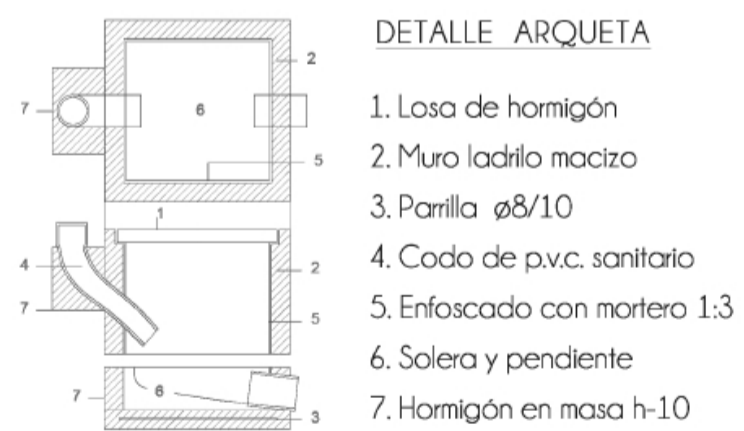 DETALLE ARQUETA
1. Losa de hormigón
2. Muro ladrilo macizo
3. Parrilla ø8/10
4. Codo de p.v.c. sanitario
5. Enfoscado con mortero 1:3
6. Solera y pendiente
7. Hormigón en masa h-10
2
7
6
5
1
4
2
7
5
7
6
3